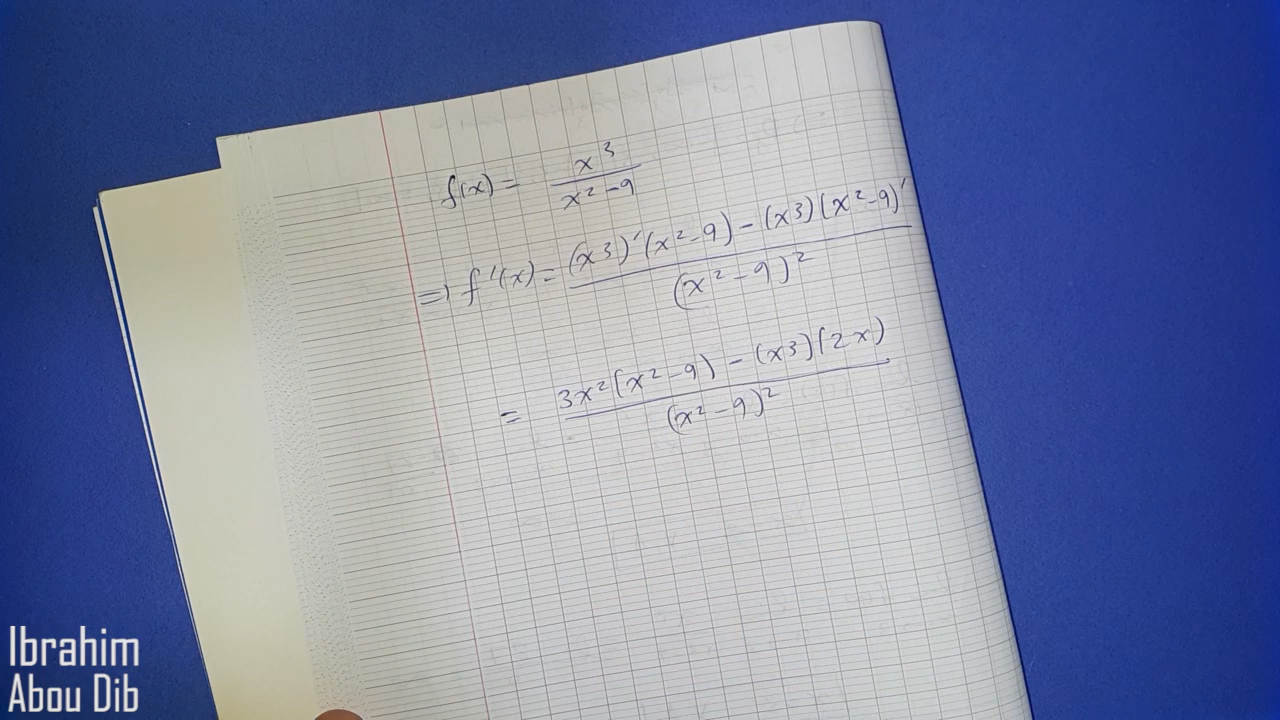 f(x) = x³ / x² - 9
=> f'(x) = (x3)'(x² - 9) - (x3)(x² - 9)' / (x² - 9)²
= 3x²(x² - 9) - (x3)(2x) / (x² - 9)²
Ibrahim
Abou Dib